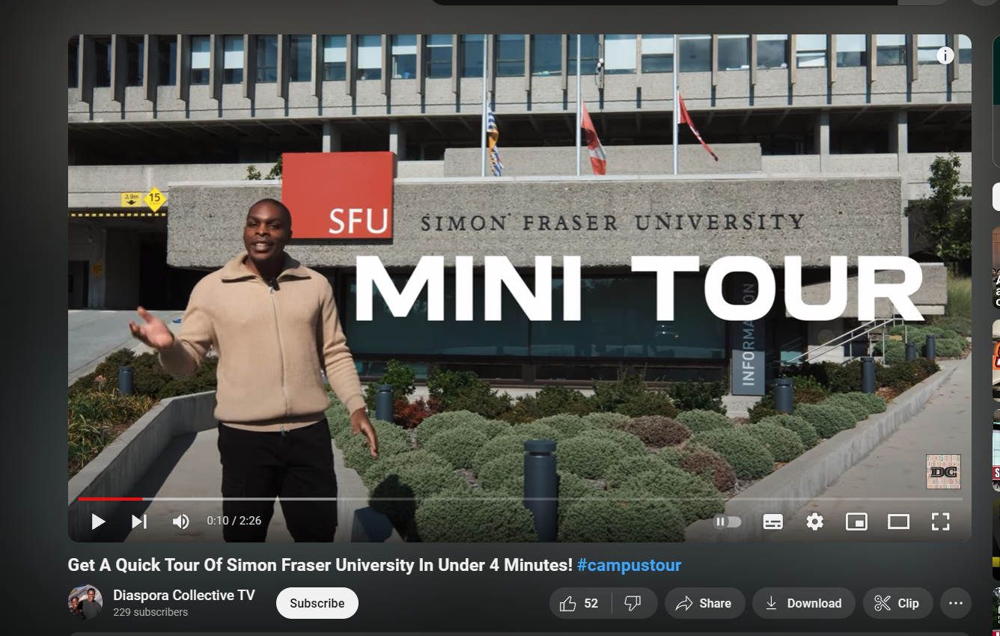 3.9m
15
SFU
SIMON FRASER UNIVERSITY
MINI TOUR
INFORMATION
DC
0:10 / 2:26
Get A Quick Tour Of Simon Fraser University In Under 4 Minutes! #campustour
Diaspora Collective TV
229 subscribers
Subscribe
52
Share
Download
Clip